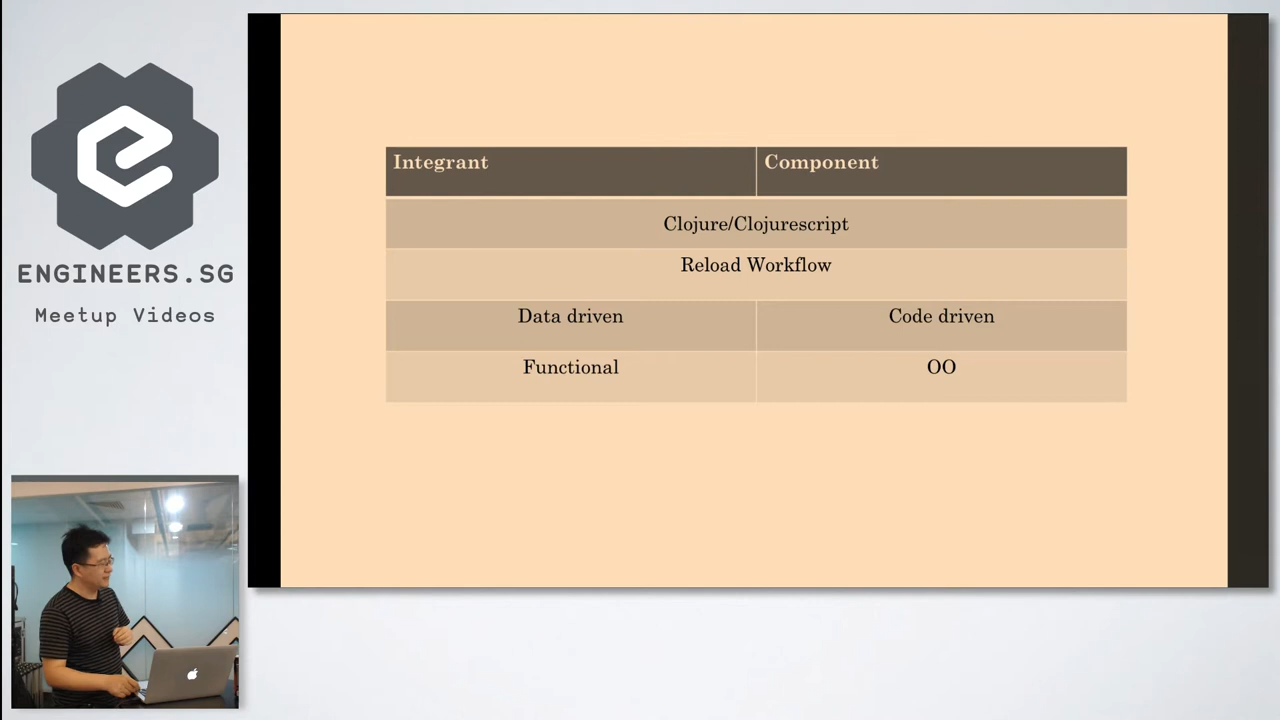 ENGINEERS.SG
Meetup Videos
Integrant Component
Clojure/Clojurescript
Reload Workflow
Data driven Code driven
Functional OO